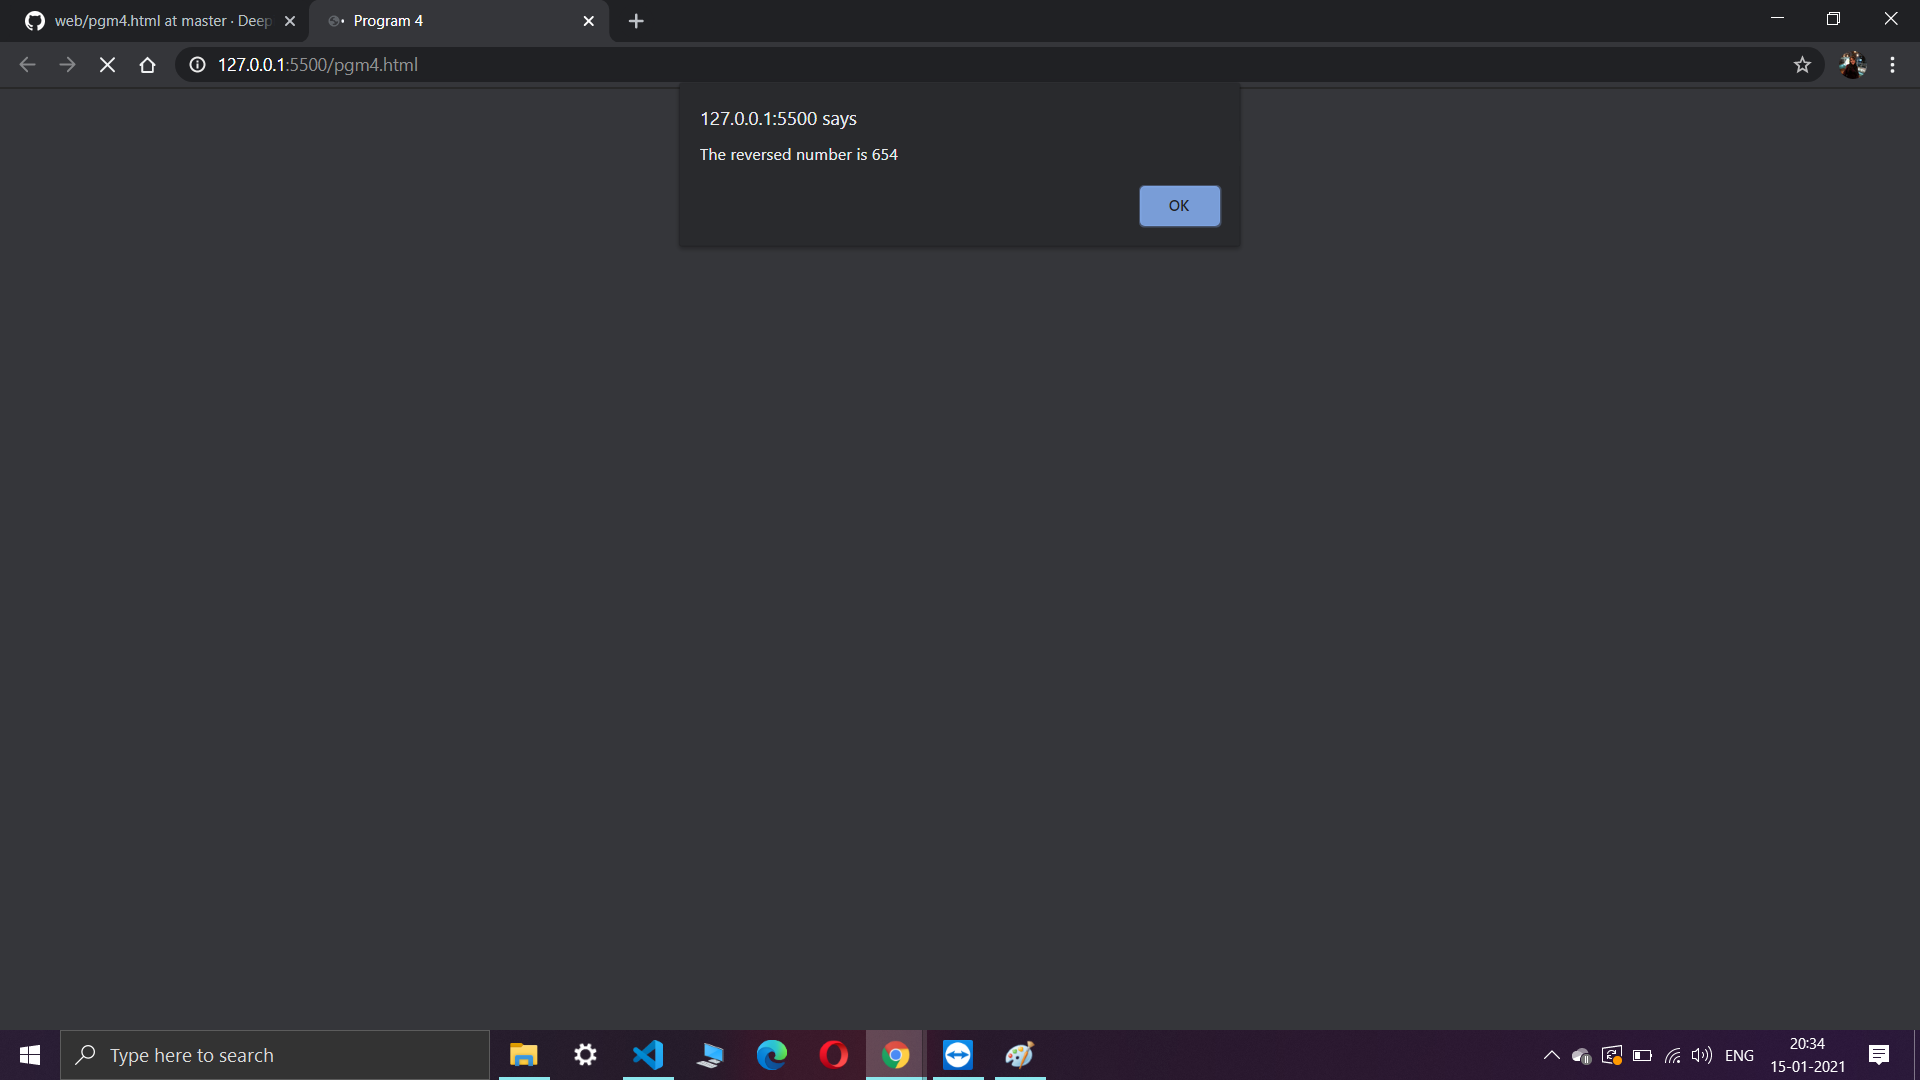 web/pgm4.html at master · Deep
Program 4
127.0.0.1:5500/pgm4.html
127.0.0.1:5500 says
The reversed number is 654
OK
Type here to search
ENG
20:34
15-01-2021